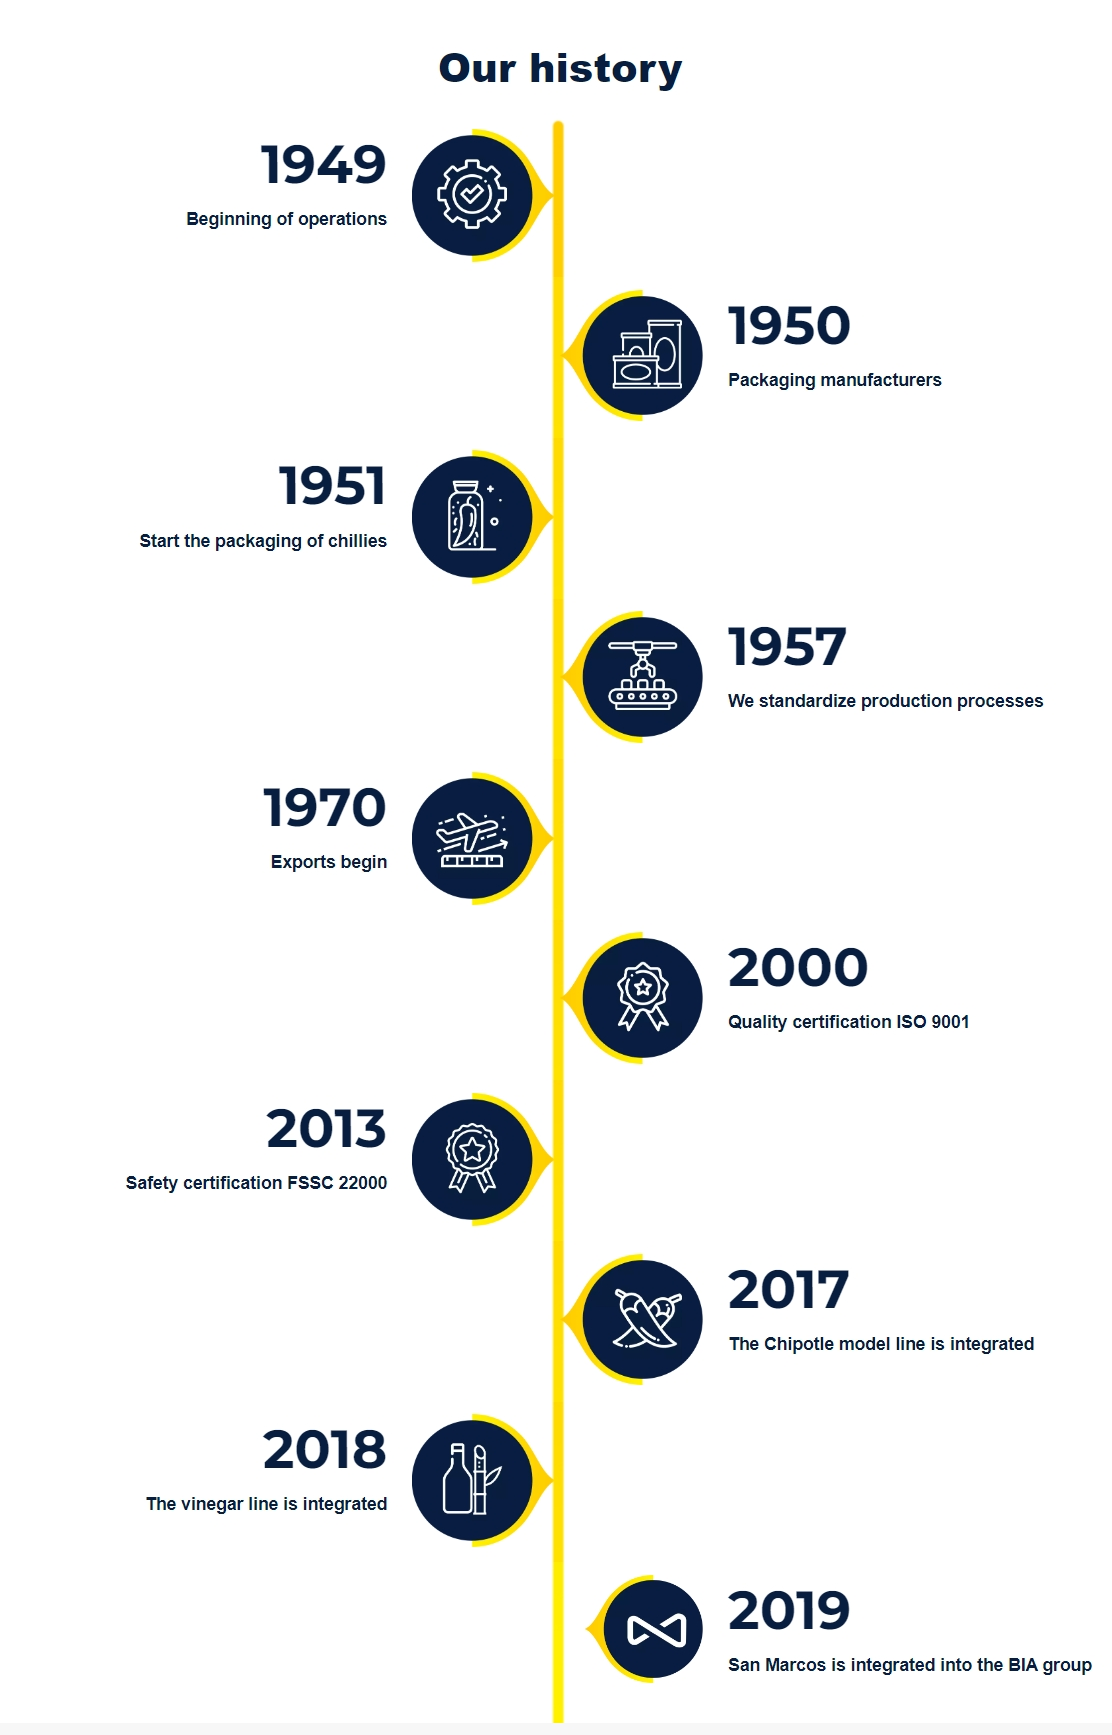 Our history
1949
Beginning of operations
1950
Packaging manufacturers
1951
Start the packaging of chillies
1957
We standardize production processes
1970
Exports begin
2000
Quality certification ISO 9001
2013
Safety certification FSSC 22000
2017
The Chipotle model line is integrated
2018
The vinegar line is integrated
2019
San Marcos is integrated into the BIA group